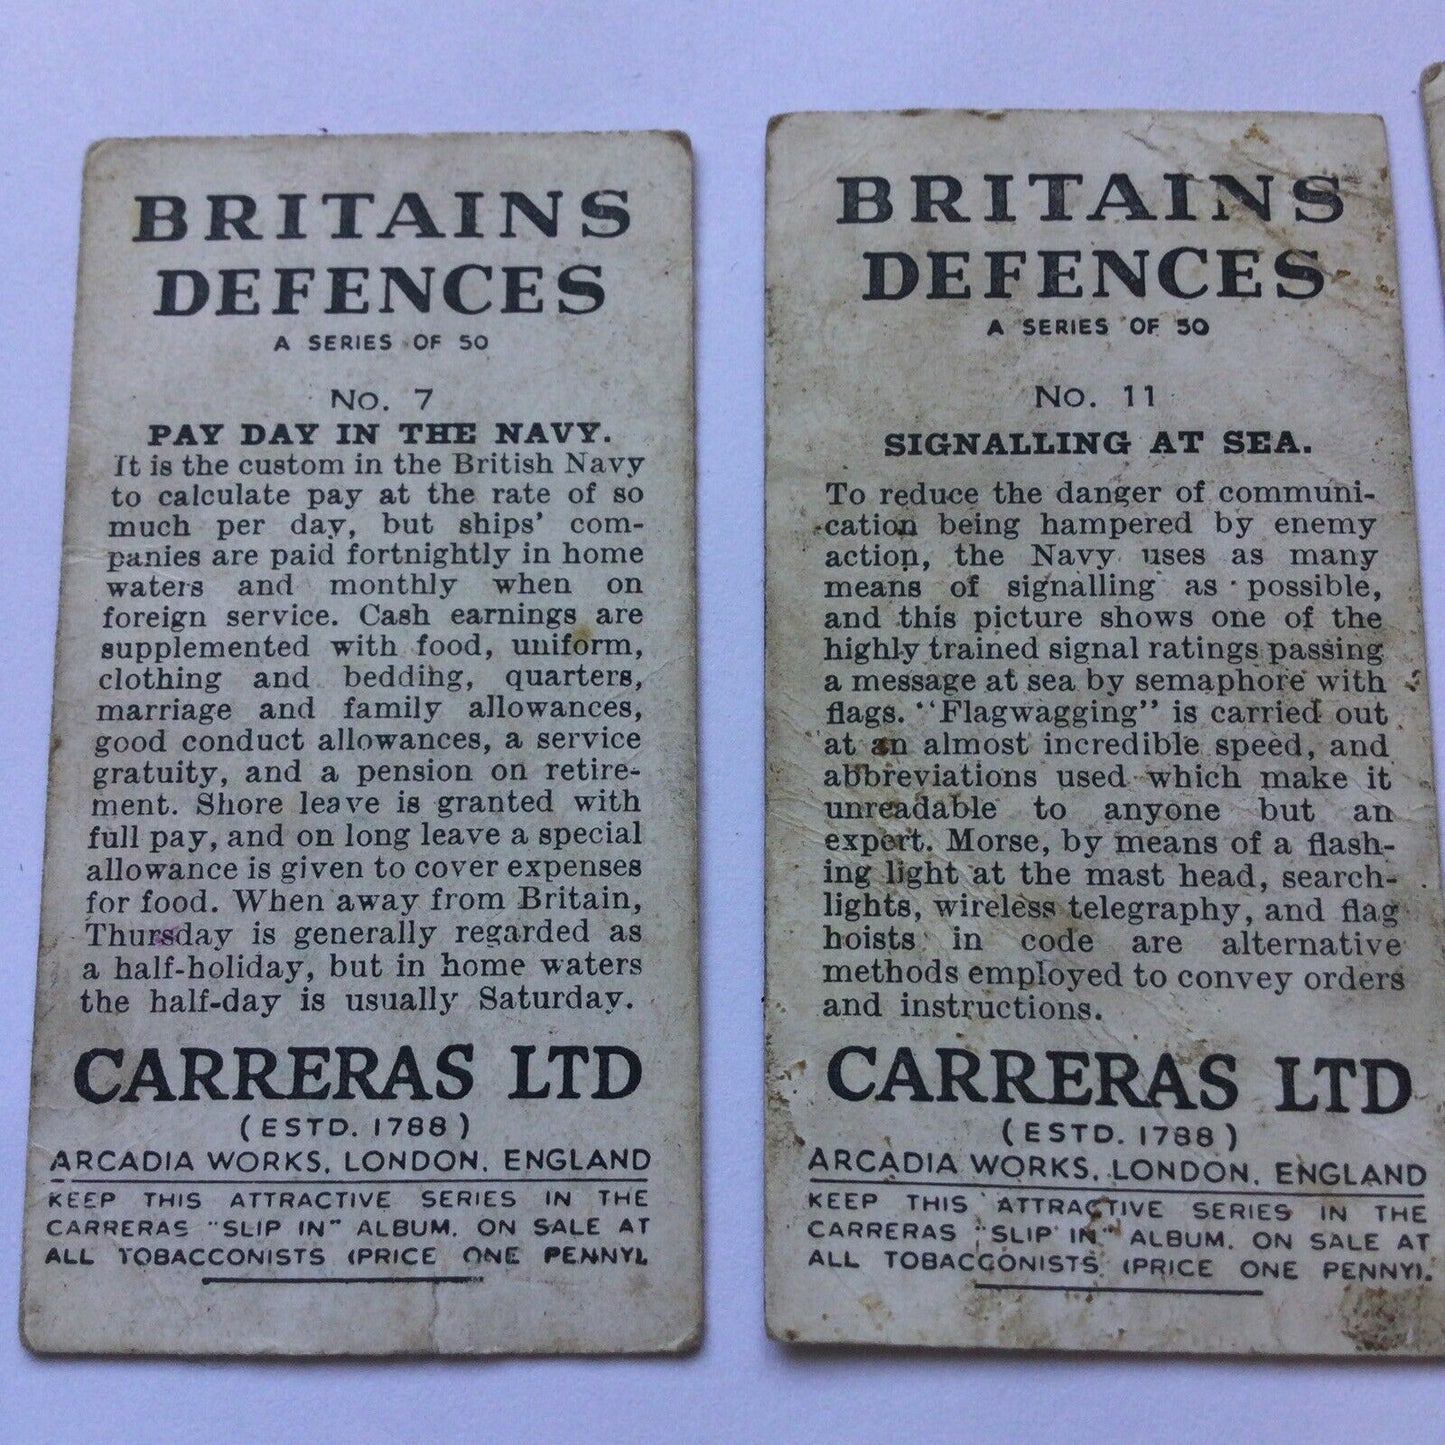 BRITAINS
DEFENCES
A SERIES OF 50
No. 7
PAY DAY IN THE NAVY.
It is the custom in the British Navy
to calculate pay at the rate of so
much per day, but ships' com-
panies are paid fortnightly in home
waters and monthly when on
foreign service. Cash earnings are
supplemented with food, uniform,
clothing and bedding, quarters,
marriage and family allowances,
good conduct allowances, a service
gratuity, and a pension on retire-
ment. Shore leave is granted with
full pay, and on long leave a special
allowance is given to cover expenses
for food. When away from Britain,
Thursday is generally regarded as
a half-holiday, but in home waters
the half-day is usually Saturday.
CARRERAS LTD
(ESTD. 1788)
ARCADIA WORKS, LONDON, ENGLAND
KEEP THIS ATTRACTIVE SERIES IN THE
CARRERAS "SLIP IN" ALBUM, ON SALE AT
ALL TOBACCONISTS (PRICE ONE PENNY).
BRITAINS
DEFENCES
A SERIES OF 50
No. 11
SIGNALLING AT SEA.
To reduce the danger of communi-
cation being hampered by enemy
action, the Navy uses as many
means of signalling as possible,
and this picture shows one of the
highly trained signal ratings passing
a message at sea by semaphore with
flags. "Flagwagging" is carried out
at an almost incredible speed, and
abbreviations used which make it
unreadable to anyone but an
expert. Morse, by means of a flash-
ing light at the mast head, search-
lights, wireless telegraphy, and flag
hoists in code are alternative
methods employed to convey orders
and instructions.
CARRERAS LTD
(ESTD. 1788)
ARCADIA WORKS, LONDON, ENGLAND
KEEP THIS ATTRACTIVE SERIES IN THE
CARRERAS "SLIP IN" ALBUM, ON SALE AT
ALL TOBACCONISTS (PRICE ONE PENNY).